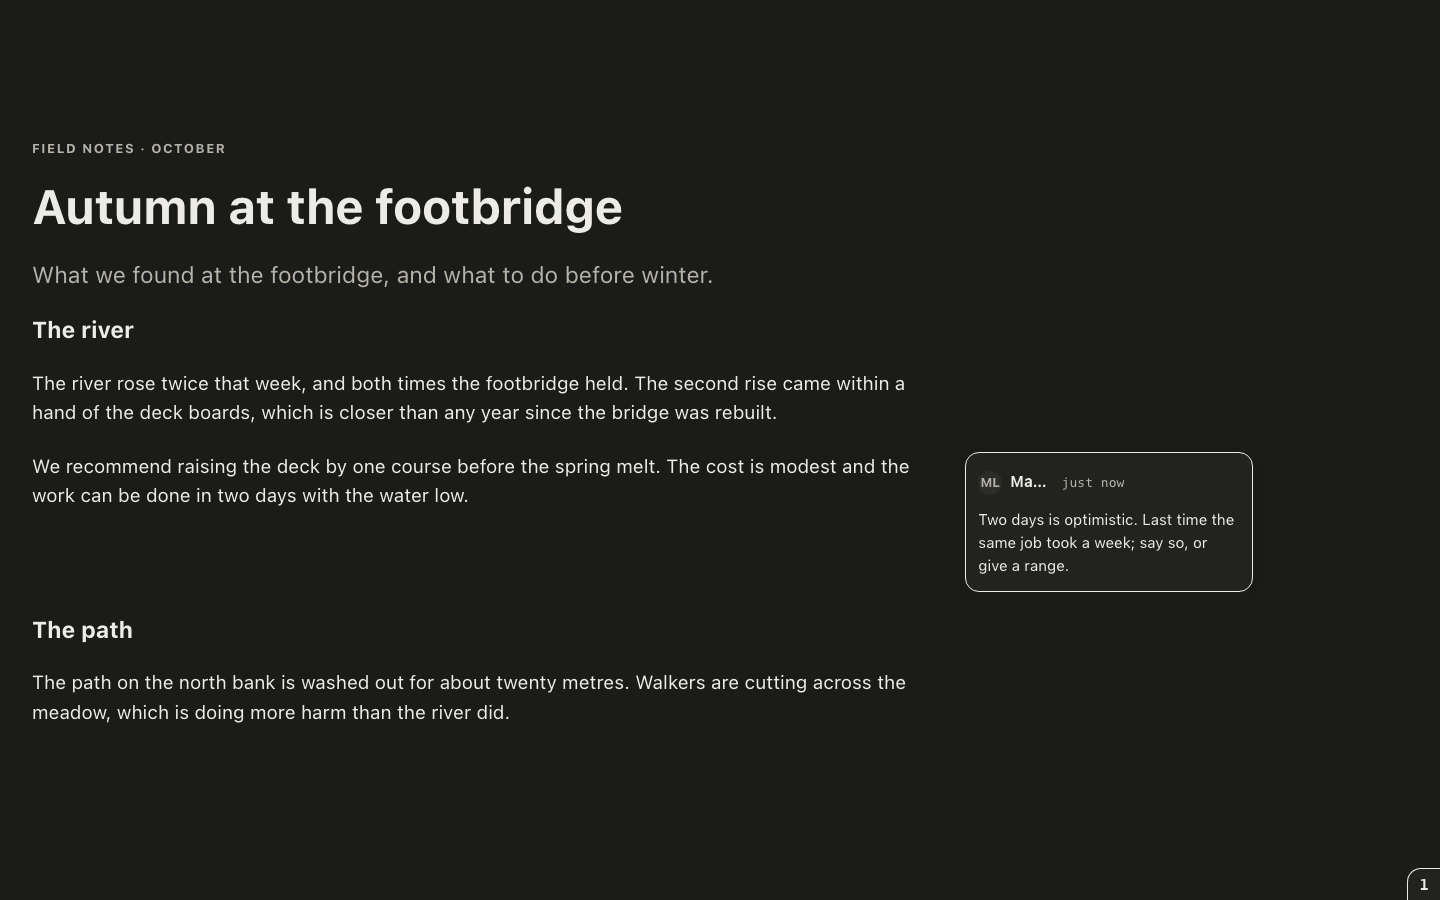 FIELD NOTES · OCTOBER
Autumn at the footbridge
What we found at the footbridge, and what to do before winter.
The river
The river rose twice that week, and both times the footbridge held. The second rise came within a
hand of the deck boards, which is closer than any year since the bridge was rebuilt.
We recommend raising the deck by one course before the spring melt. The cost is modest and the
work can be done in two days with the water low.
ML Ma... just now
Two days is optimistic. Last time the
same job took a week; say so, or
give a range.
The path
The path on the north bank is washed out for about twenty metres. Walkers are cutting across the
meadow, which is doing more harm than the river did.
1